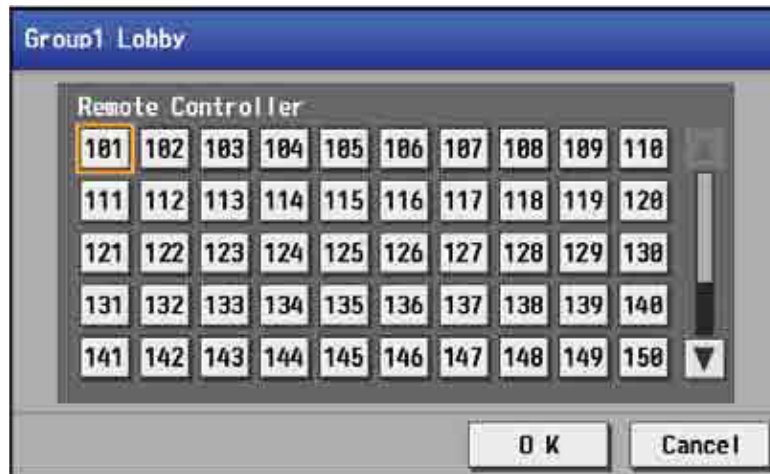 Group1 Lobby
Remote Controller
101 102 103 104 105 106 107 108 109 110
111 112 113 114 115 116 117 118 119 120
121 122 123 124 125 126 127 128 129 130
131 132 133 134 135 136 137 138 139 140
141 142 143 144 145 146 147 148 149 150
OK Cancel